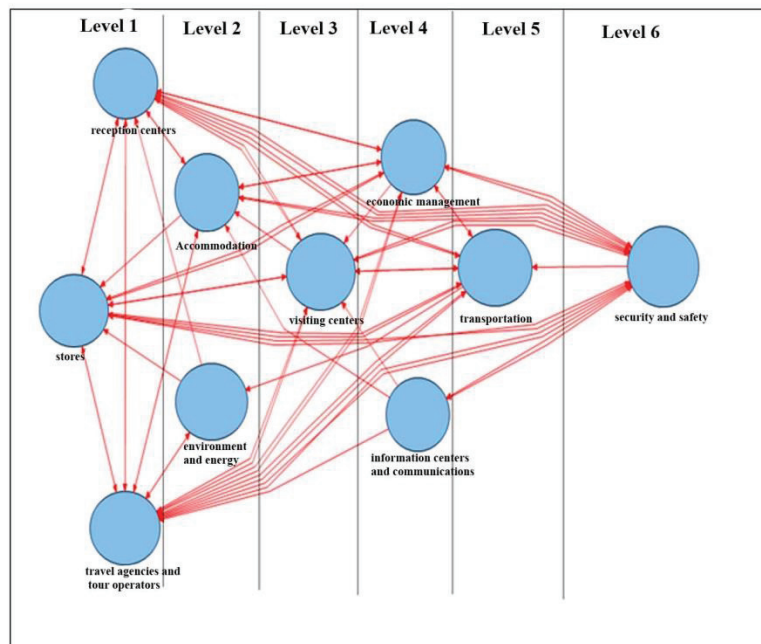 Level 1
Level 2
Level 3
Level 4
Level 5
Level 6
reception centers
economic management
Accommodation
visiting centers
transportation
security and safety
stores
environment
and energy
information centers
and communications
travel agencies and
tour operators